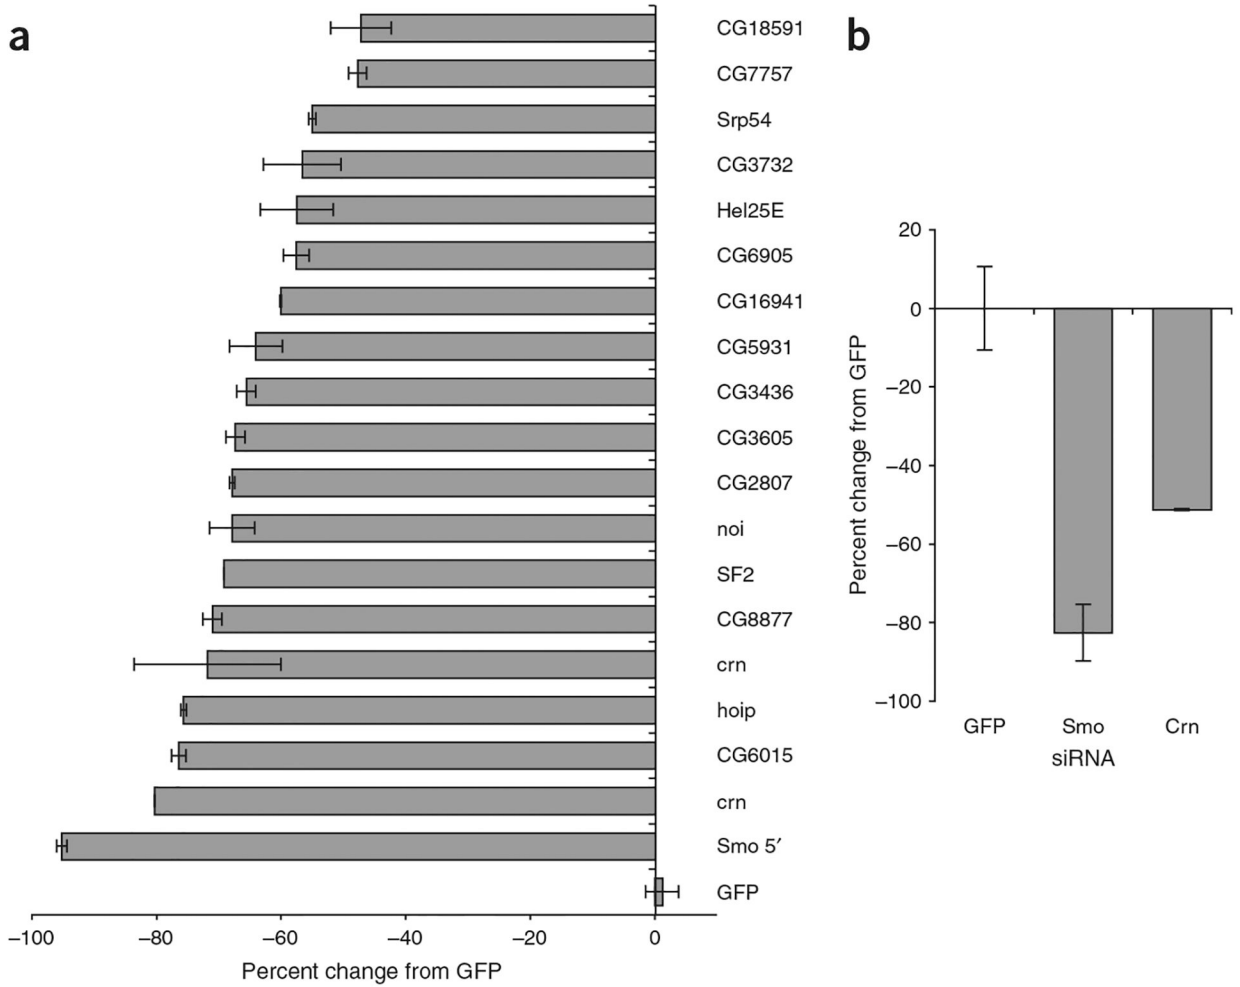 a
CG18591
CG7757
Srp54
CG3732
Hel25E
CG6905
CG16941
CG5931
CG3436
CG3605
CG2807
noi
SF2
CG8877
crn
hoip
CG6015
crn
Smo 5′
GFP
–100 –80 –60 –40 –20 0
Percent change from GFP
b
Percent change from GFP
20
0
–20
–40
–60
–80
–100
GFP Smo Crn
siRNA